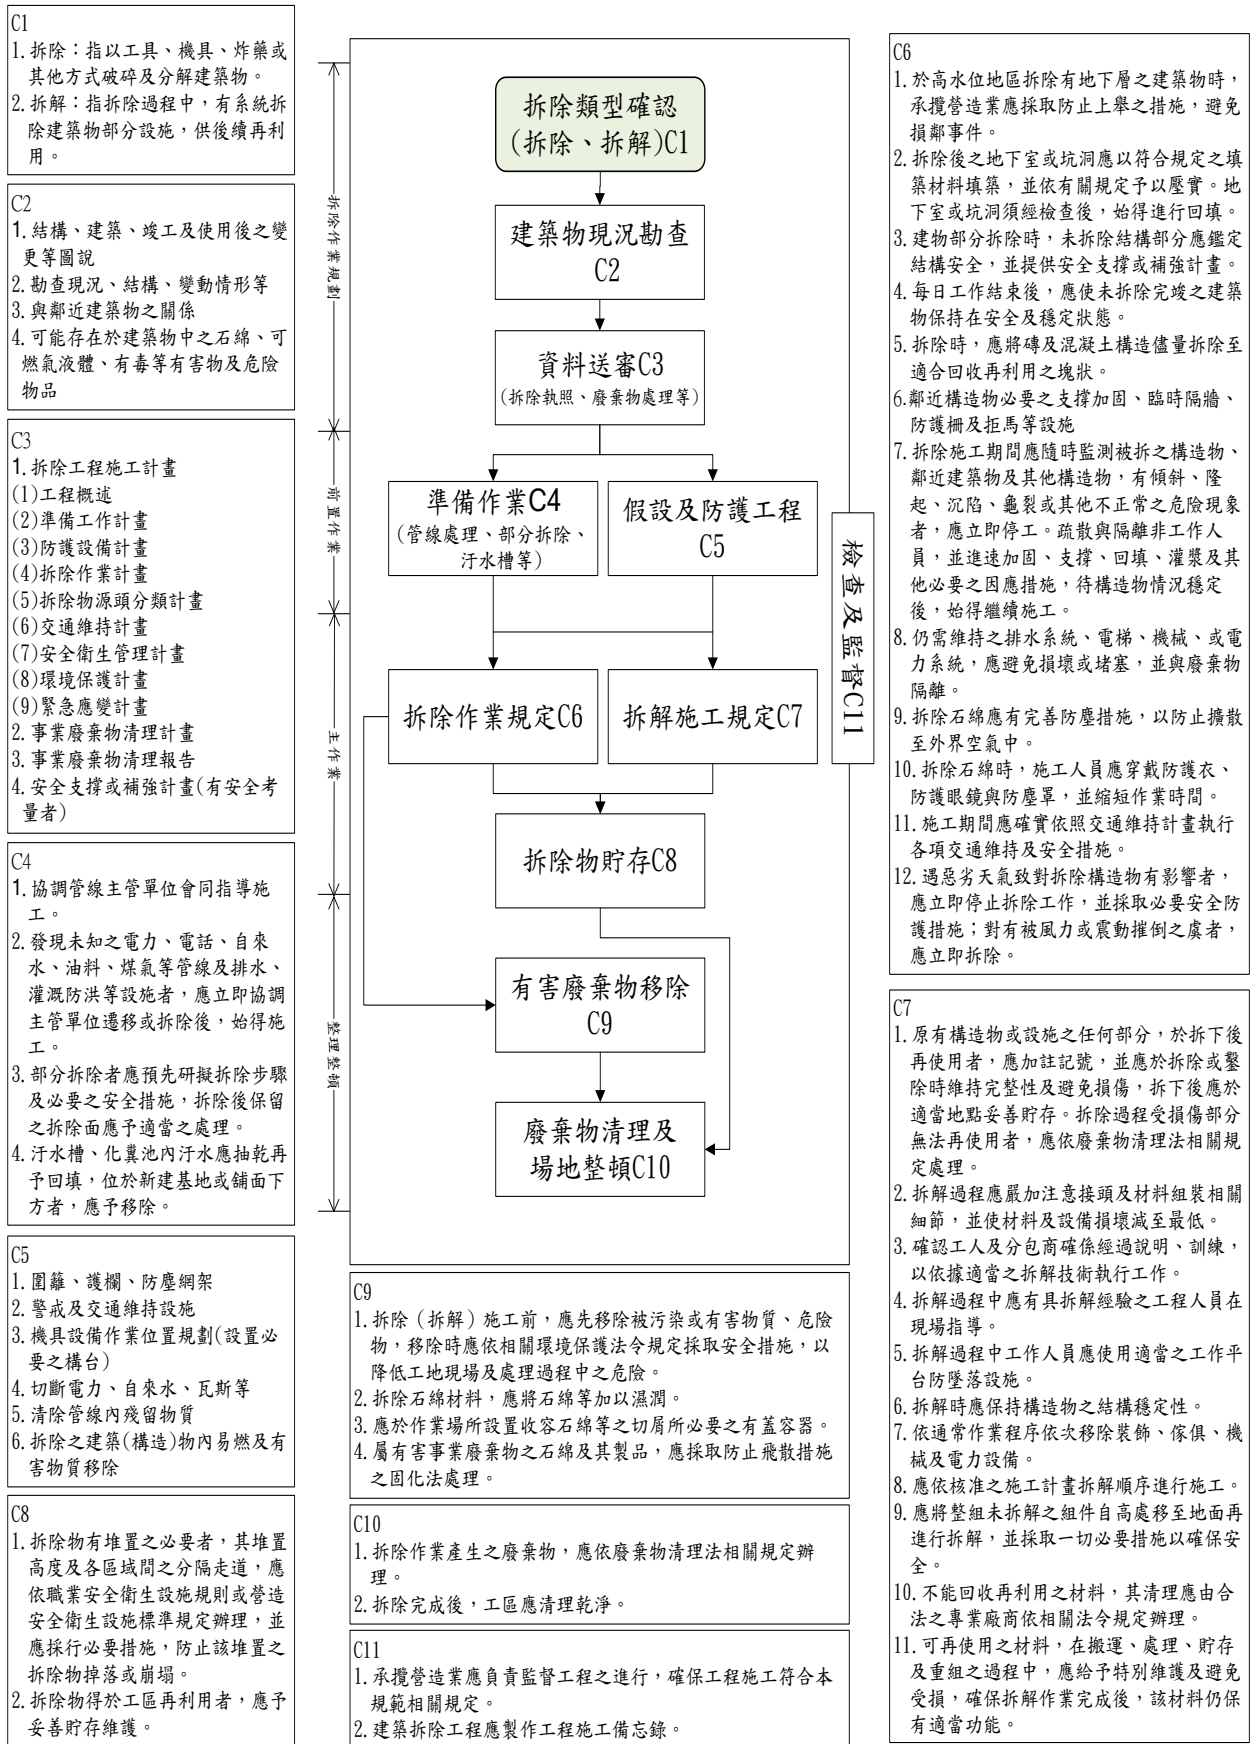 C1
1.拆除：指以工具、機具、炸藥或
其他方式破碎及分解建築物。
2.拆解：指拆除過程中，有系統拆
除建築物部分設施，供後續再利
用。
C2
1.結構、建築、竣工及使用後之變
更等圖說
2.勘查現況、結構、變動情形等
3.與鄰近建築物之關係
4.可能存在於建築物中之石綿、可
燃氣液體、有毒等有害物及危險
物品
C3
1.拆除工程施工計畫
(1)工程概述
(2)準備工作計畫
(3)防護設備計畫
(4)拆除作業計畫
(5)拆除物源頭分類計畫
(6)交通維持計畫
(7)安全衛生管理計畫
(8)環境保護計畫
(9)緊急應變計畫
2.事業廢棄物清理計畫
3.事業廢棄物清理報告
4.安全支撐或補強計畫(有安全考
量者)
C4
1.協調管線主管單位會同指導施
工。
2.發現未知之電力、電話、自來
水、油料、煤氣等管線及排水、
灌溉防洪等設施者，應立即協調
主管單位遷移或拆除後，始得施
工。
3.部分拆除者應預先研擬拆除步驟
及必要之安全措施，拆除後保留
之拆除面應予適當之處理。
4.汙水槽、化糞池內汙水應抽乾再
予回填，位於新建基地或舖面下
方者，應予移除。
C5
1.圍籬、護欄、防塵網架
2.警戒及交通維持設施
3.機具設備作業位置規劃(設置必
要之構台)
4.切斷電力、自來水、瓦斯等
5.清除管線內殘留物質
6.拆除之建築(構造)物內易燃及有
害物質移除
C8
1.拆除物有堆置之必要者，其堆置
高度及各區域間之分隔走道，應
依職業安全衛生設施規則或營造
安全衛生設施標準規定辦理，並
應採行必要措施，防止該堆置之
拆除物掉落或崩塌。
2.拆除物得於工區再利用者，應予
妥善貯存維護。
拆除作業規劃
前置作業
主作業
整理整頓
拆除類型確認
(拆除、拆解)C1
建築物現況勘查
C2
資料送審C3
(拆除執照、廢棄物處理等)
準備作業C4
(管線處理、部分拆除、
汙水槽等)
假設及防護工程
C5
拆除作業規定C6
拆解施工規定C7
拆除物貯存C8
有害廢棄物移除
C9
廢棄物清理及
場地整頓C10
檢查及監督C11
C9
1.拆除（拆解）施工前，應先移除被污染或有害物質、危險
物，移除時應依相關環境保護法令規定採取安全措施，以
降低工地現場及處理過程中之危險。
2.拆除石綿材料，應將石綿等加以濕潤。
3.應於作業場所設置收容石綿等之切屑所必要之有蓋容器。
4.屬有害事業廢棄物之石綿及其製品，應採取防止飛散措施
之固化法處理。
C10
1.拆除作業產生之廢棄物，應依廢棄物清理法相關規定辦
理。
2.拆除完成後，工區應清理乾淨。
C11
1.承攬營造業應負責監督工程之進行，確保工程施工符合本
規範相關規定。
2.建築拆除工程應製作工程施工備忘錄。
C6
1.於高水位地區拆除有地下層之建築物時，
承攬營造業應採取防止上舉之措施，避免
損鄰事件。
2.拆除後之地下室或坑洞應以符合規定之填
築材料填築，並依有關規定予以壓實。地
下室或坑洞須經檢查後，始得進行回填。
3.建物部分拆除時，未拆除結構部分應鑑定
結構安全，並提供安全支撐或補強計畫。
4.每日工作結束後，應使未拆除完竣之建築
物保持在安全及穩定狀態。
5.拆除時，應將磚及混凝土構造儘量拆除至
適合回收再利用之塊狀。
6.鄰近構造物必要之支撐加固、臨時隔牆、
防護柵及拒馬等設施
7.拆除施工期間應隨時監測被拆之構造物、
鄰近建築物及其他構造物，有傾斜、隆
起、沉陷、龜裂或其他不正常之危險現象
者，應立即停工。疏散與隔離非工作人
員，並進速加固、支撐、回填、灌漿及其
他必要之因應措施，待構造物情況穩定
後，始得繼續施工。
8.仍需維持之排水系統、電梯、機械、或電
力系統，應避免損壞或堵塞，並與廢棄物
隔離。
9.拆除石綿應有完善防塵措施，以防止擴散
至外界空氣中。
10.拆除石綿時，施工人員應穿戴防護衣、
防護眼鏡與防塵罩，並縮短作業時間。
11.施工期間應確實依照交通維持計畫執行
各項交通維持及安全措施。
12.遇惡劣天氣致對拆除構造物有影響者，
應立即停止拆除工作，並採取必要安全防
護措施；對有被風力或震動摧倒之虞者，
應立即拆除。
C7
1.原有構造物或設施之任何部分，於拆下後
再使用者，應加註記號，並應於拆除或鑿
除時維持完整性及避免損傷，拆下後應於
適當地點妥善貯存。拆除過程受損傷部分
無法再使用者，應依廢棄物清理法相關規
定處理。
2.拆解過程應嚴加注意接頭及材料組裝相關
細節，並使材料及設備損壞減至最低。
3.確認工人及分包商確係經過說明、訓練，
以依據適當之拆解技術執行工作。
4.拆解過程中應有具拆解經驗之工程人員在
現場指導。
5.拆解過程中工作人員應使用適當之工作平
台防墜落設施。
6.拆解時應保持構造物之結構穩定性。
7.依通常作業程序依次移除裝飾、傢俱、機
械及電力設備。
8.應依核准之施工計畫拆解順序進行施工。
9.應將整組未拆解之組件自高處移至地面再
進行拆解，並採取一切必要措施以確保安
全。
10.不能回收再利用之材料，其清理應由合
法之專業廠商依相關法令規定辦理。
11.可再使用之材料，在搬運、處理、貯存
及重組之過程中，應給予特別維護及避免
受損，確保拆解作業完成後，該材料仍保
有適當功能。